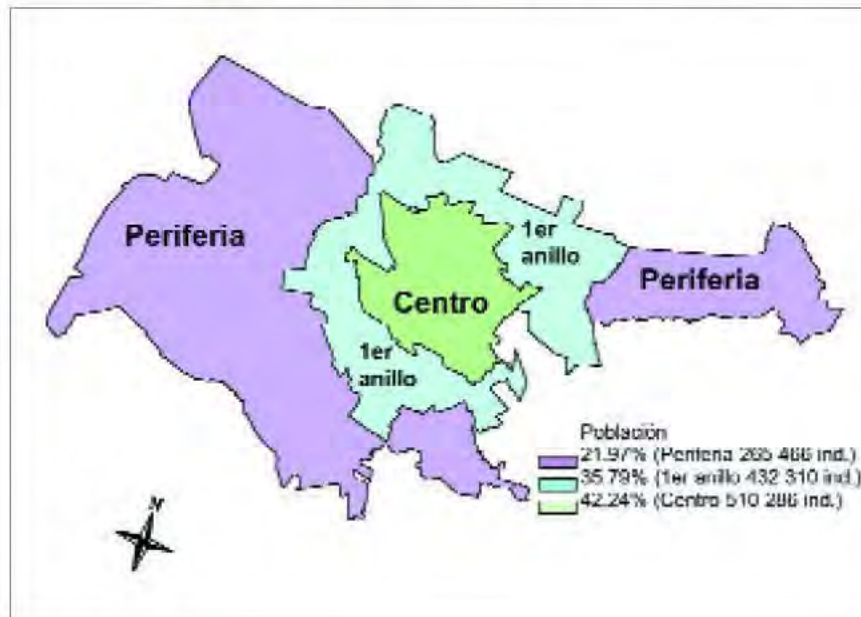 Periferia
1er
anillo
Periferia
Centro
1er
anillo
Población
21.97% (Periferia 265 466 ind.)
35.79% (1er anillo 432 310 ind.)
42.24% (Centro 510 286 ind.)
N